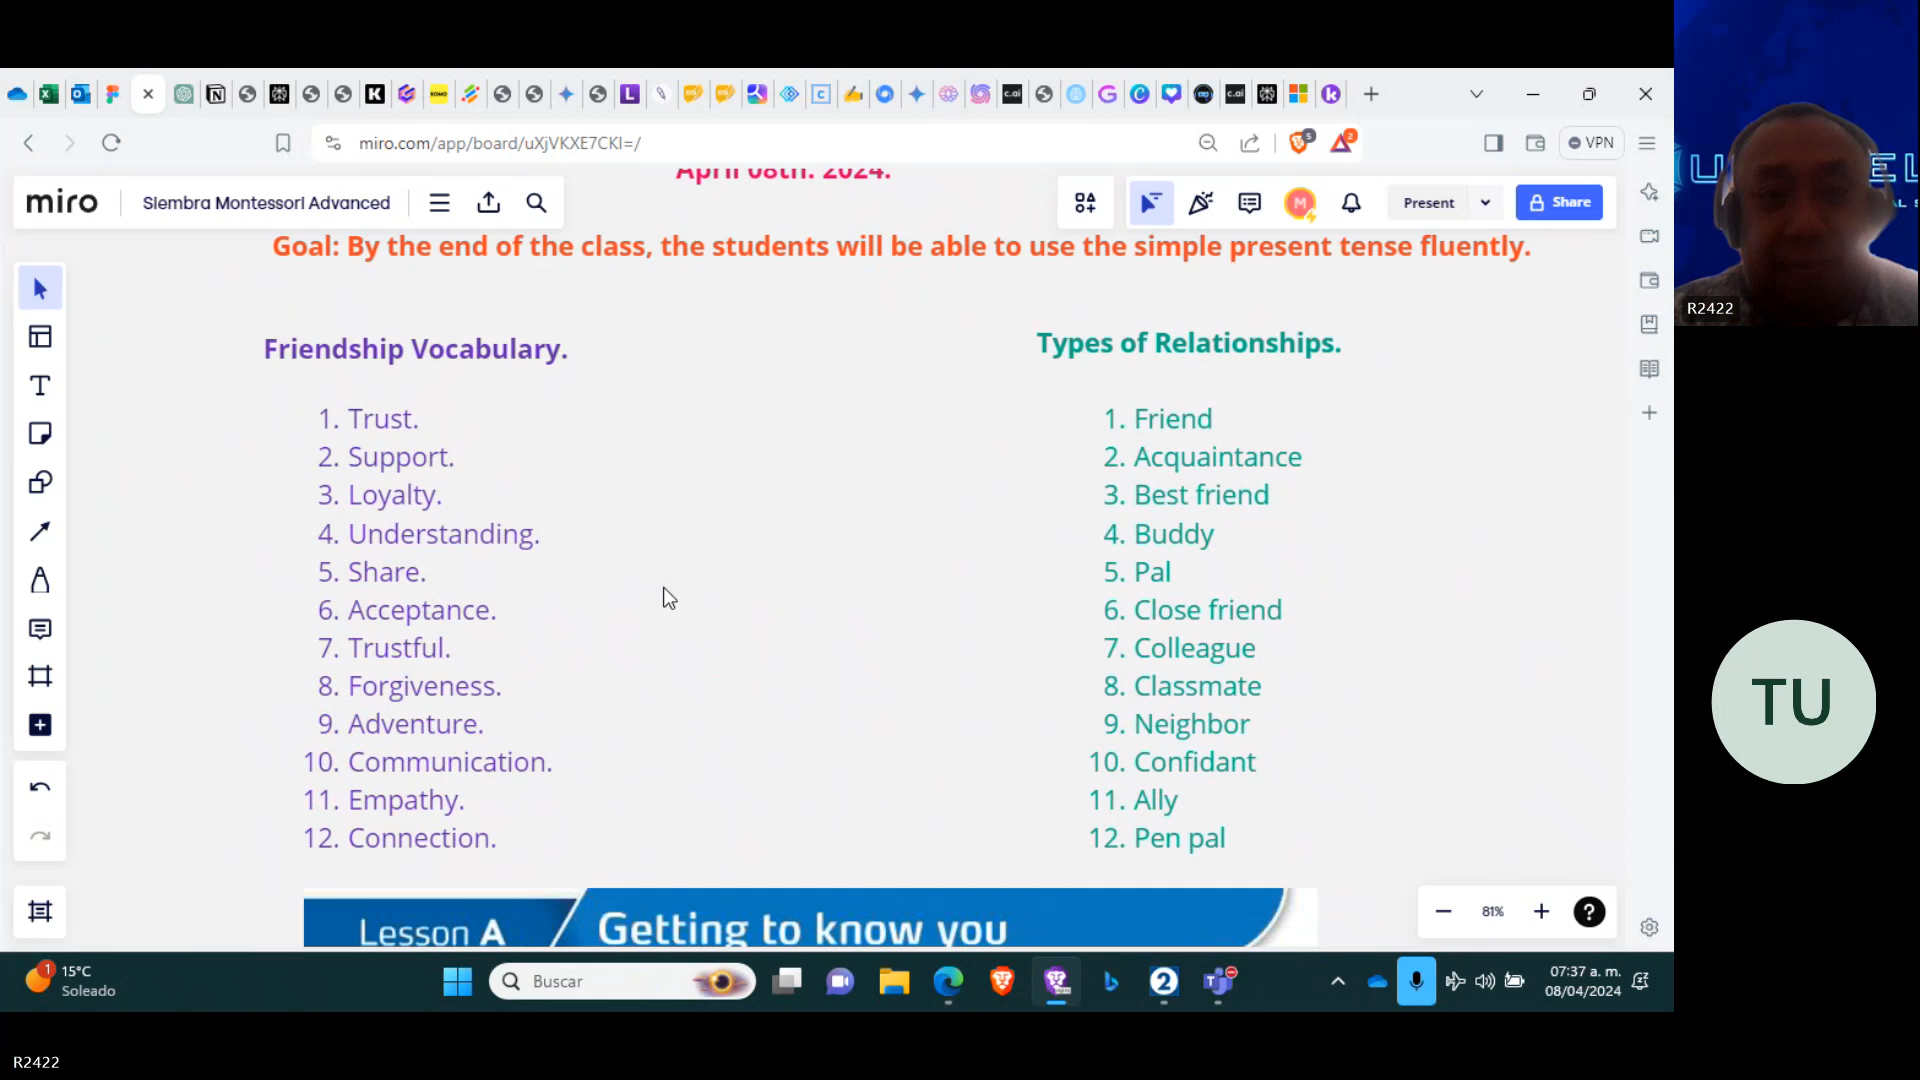 miro.com/app/board/uXjVKXE7CKI=/
VPN
April 08th. 2024.
miro
Siembra Montessori Advanced
M
Present
Share
Goal: By the end of the class, the students will be able to use the simple present tense fluently.
Friendship Vocabulary.
1. Trust.
2. Support.
3. Loyalty.
4. Understanding.
5. Share.
6. Acceptance.
7. Trustful.
8. Forgiveness.
9. Adventure.
10. Communication.
11. Empathy.
12. Connection.
Types of Relationships.
1. Friend
2. Acquaintance
3. Best friend
4. Buddy
5. Pal
6. Close friend
7. Colleague
8. Classmate
9. Neighbor
10. Confidant
11. Ally
12. Pen pal
Lesson A
Getting to know you
81%
1
15°C
Soleado
Buscar
07:37 a. m.
08/04/2024
R2422
TU
R2422